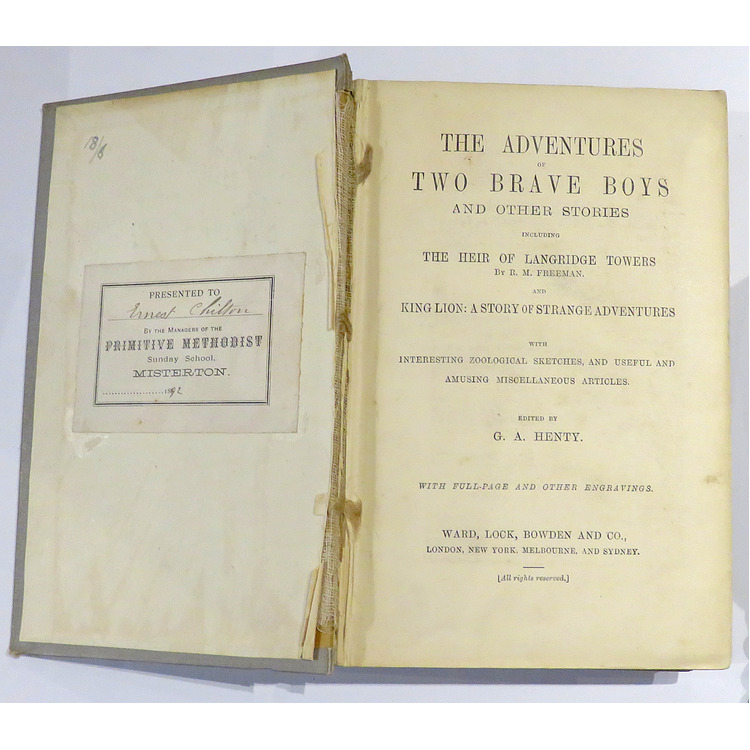 18/6
PRESENTED TO
Ernest Chilton
BY THE MANAGERS OF THE
PRIMITIVE METHODIST
Sunday School,
MISTERTON.
....................1892
THE ADVENTURES
OF
TWO BRAVE BOYS
AND OTHER STORIES
INCLUDING
THE HEIR OF LANGRIDGE TOWERS
BY R. M. FREEMAN.
AND
KING LION: A STORY OF STRANGE ADVENTURES
WITH
INTERESTING ZOOLOGICAL SKETCHES, AND USEFUL AND
AMUSING MISCELLANEOUS ARTICLES.
EDITED BY
G. A. HENTY.
WITH FULL-PAGE AND OTHER ENGRAVINGS.
WARD, LOCK, BOWDEN AND CO.,
LONDON, NEW YORK, MELBOURNE, AND SYDNEY.
[All rights reserved.]